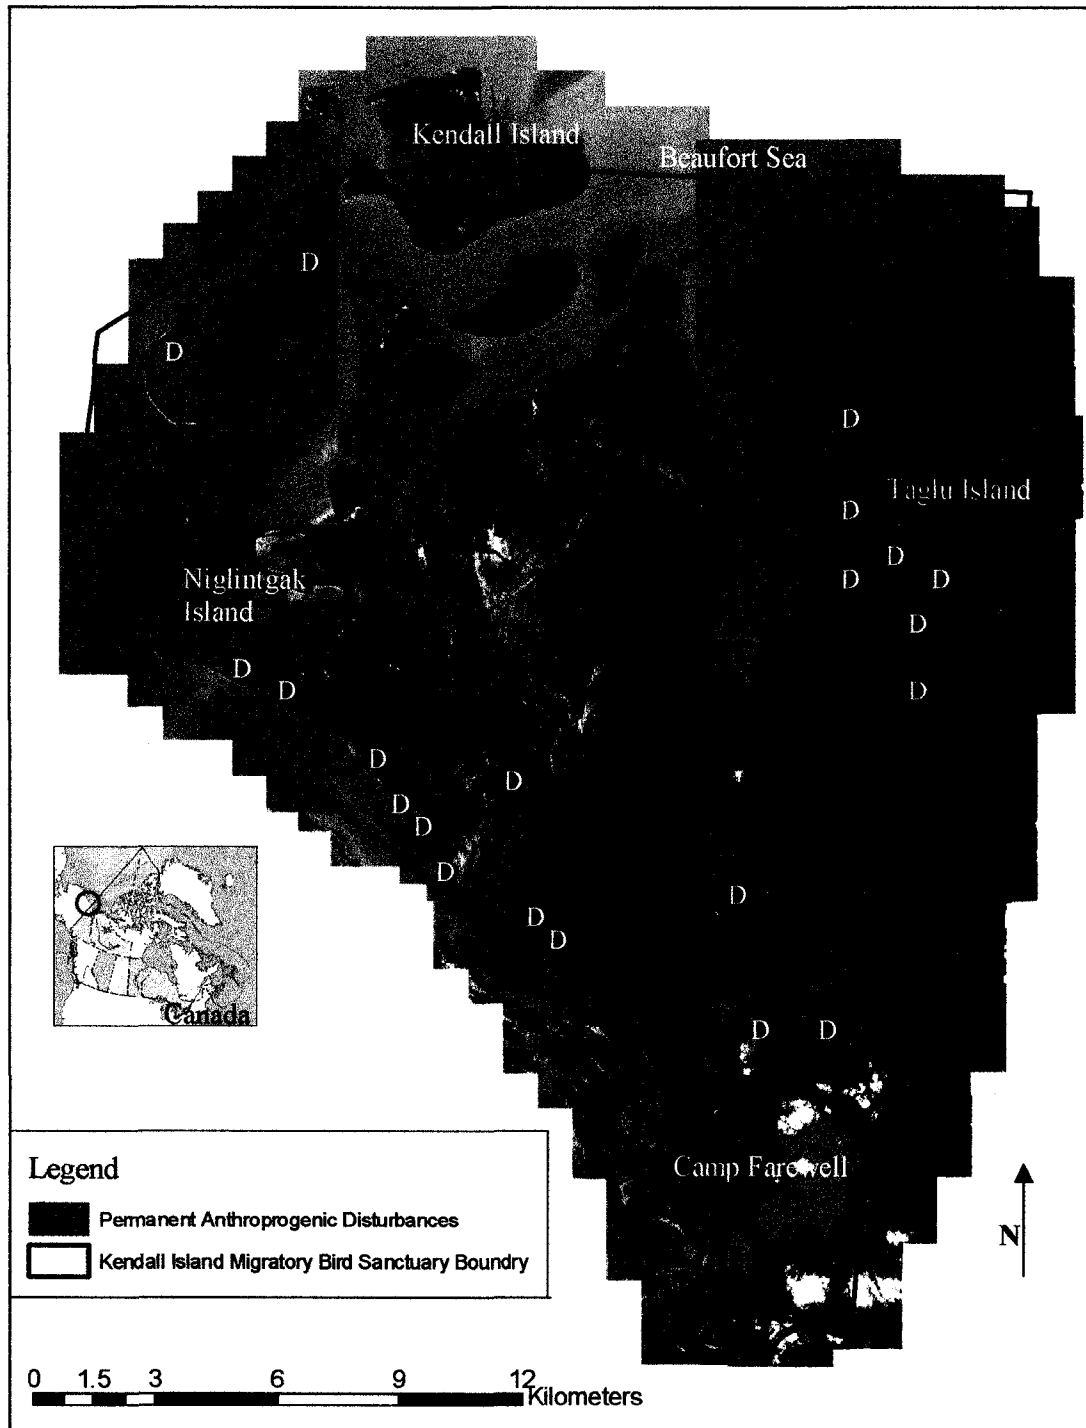 Kendall Island
Beaufort Sea
D
D
D
Taglu Island
D
D
D
D
Niglintgak
Island
D
D
D
D
D
D
D
D
D
D
D
D
D
D
Canada
Camp Farewell
Legend
Permanent Anthroprogenic Disturbances
Kendall Island Migratory Bird Sanctuary Boundry
N
0 1.5 3 6 9 12
Kilometers